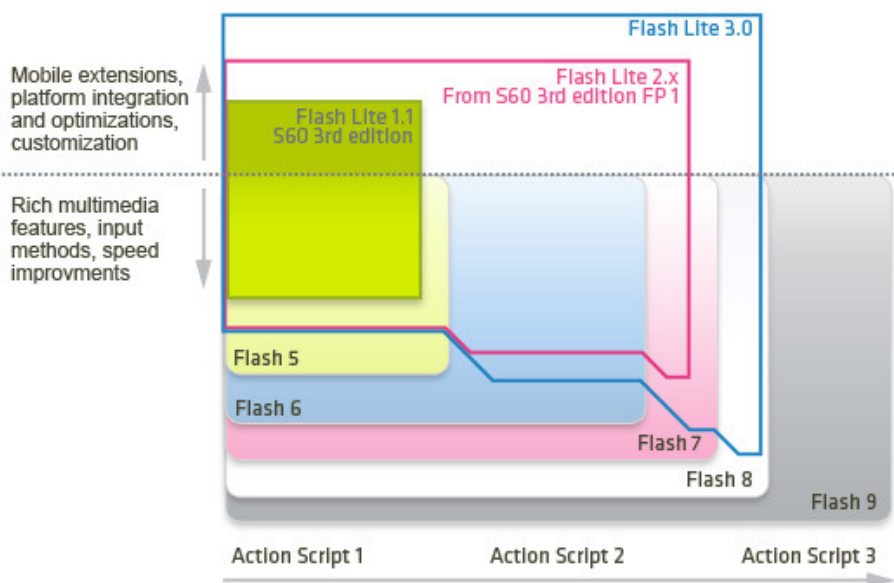 Flash Lite 3.0
Mobile extensions,
platform integration
and optimizations,
customization
Flash Lite 2.x
From S60 3rd edition FP 1
Flash Lite 1.1
S60 3rd edition
Rich multimedia
features, input
methods, speed
improvments
Flash 5
Flash 6
Flash 7
Flash 8
Flash 9
Action Script 1
Action Script 2
Action Script 3